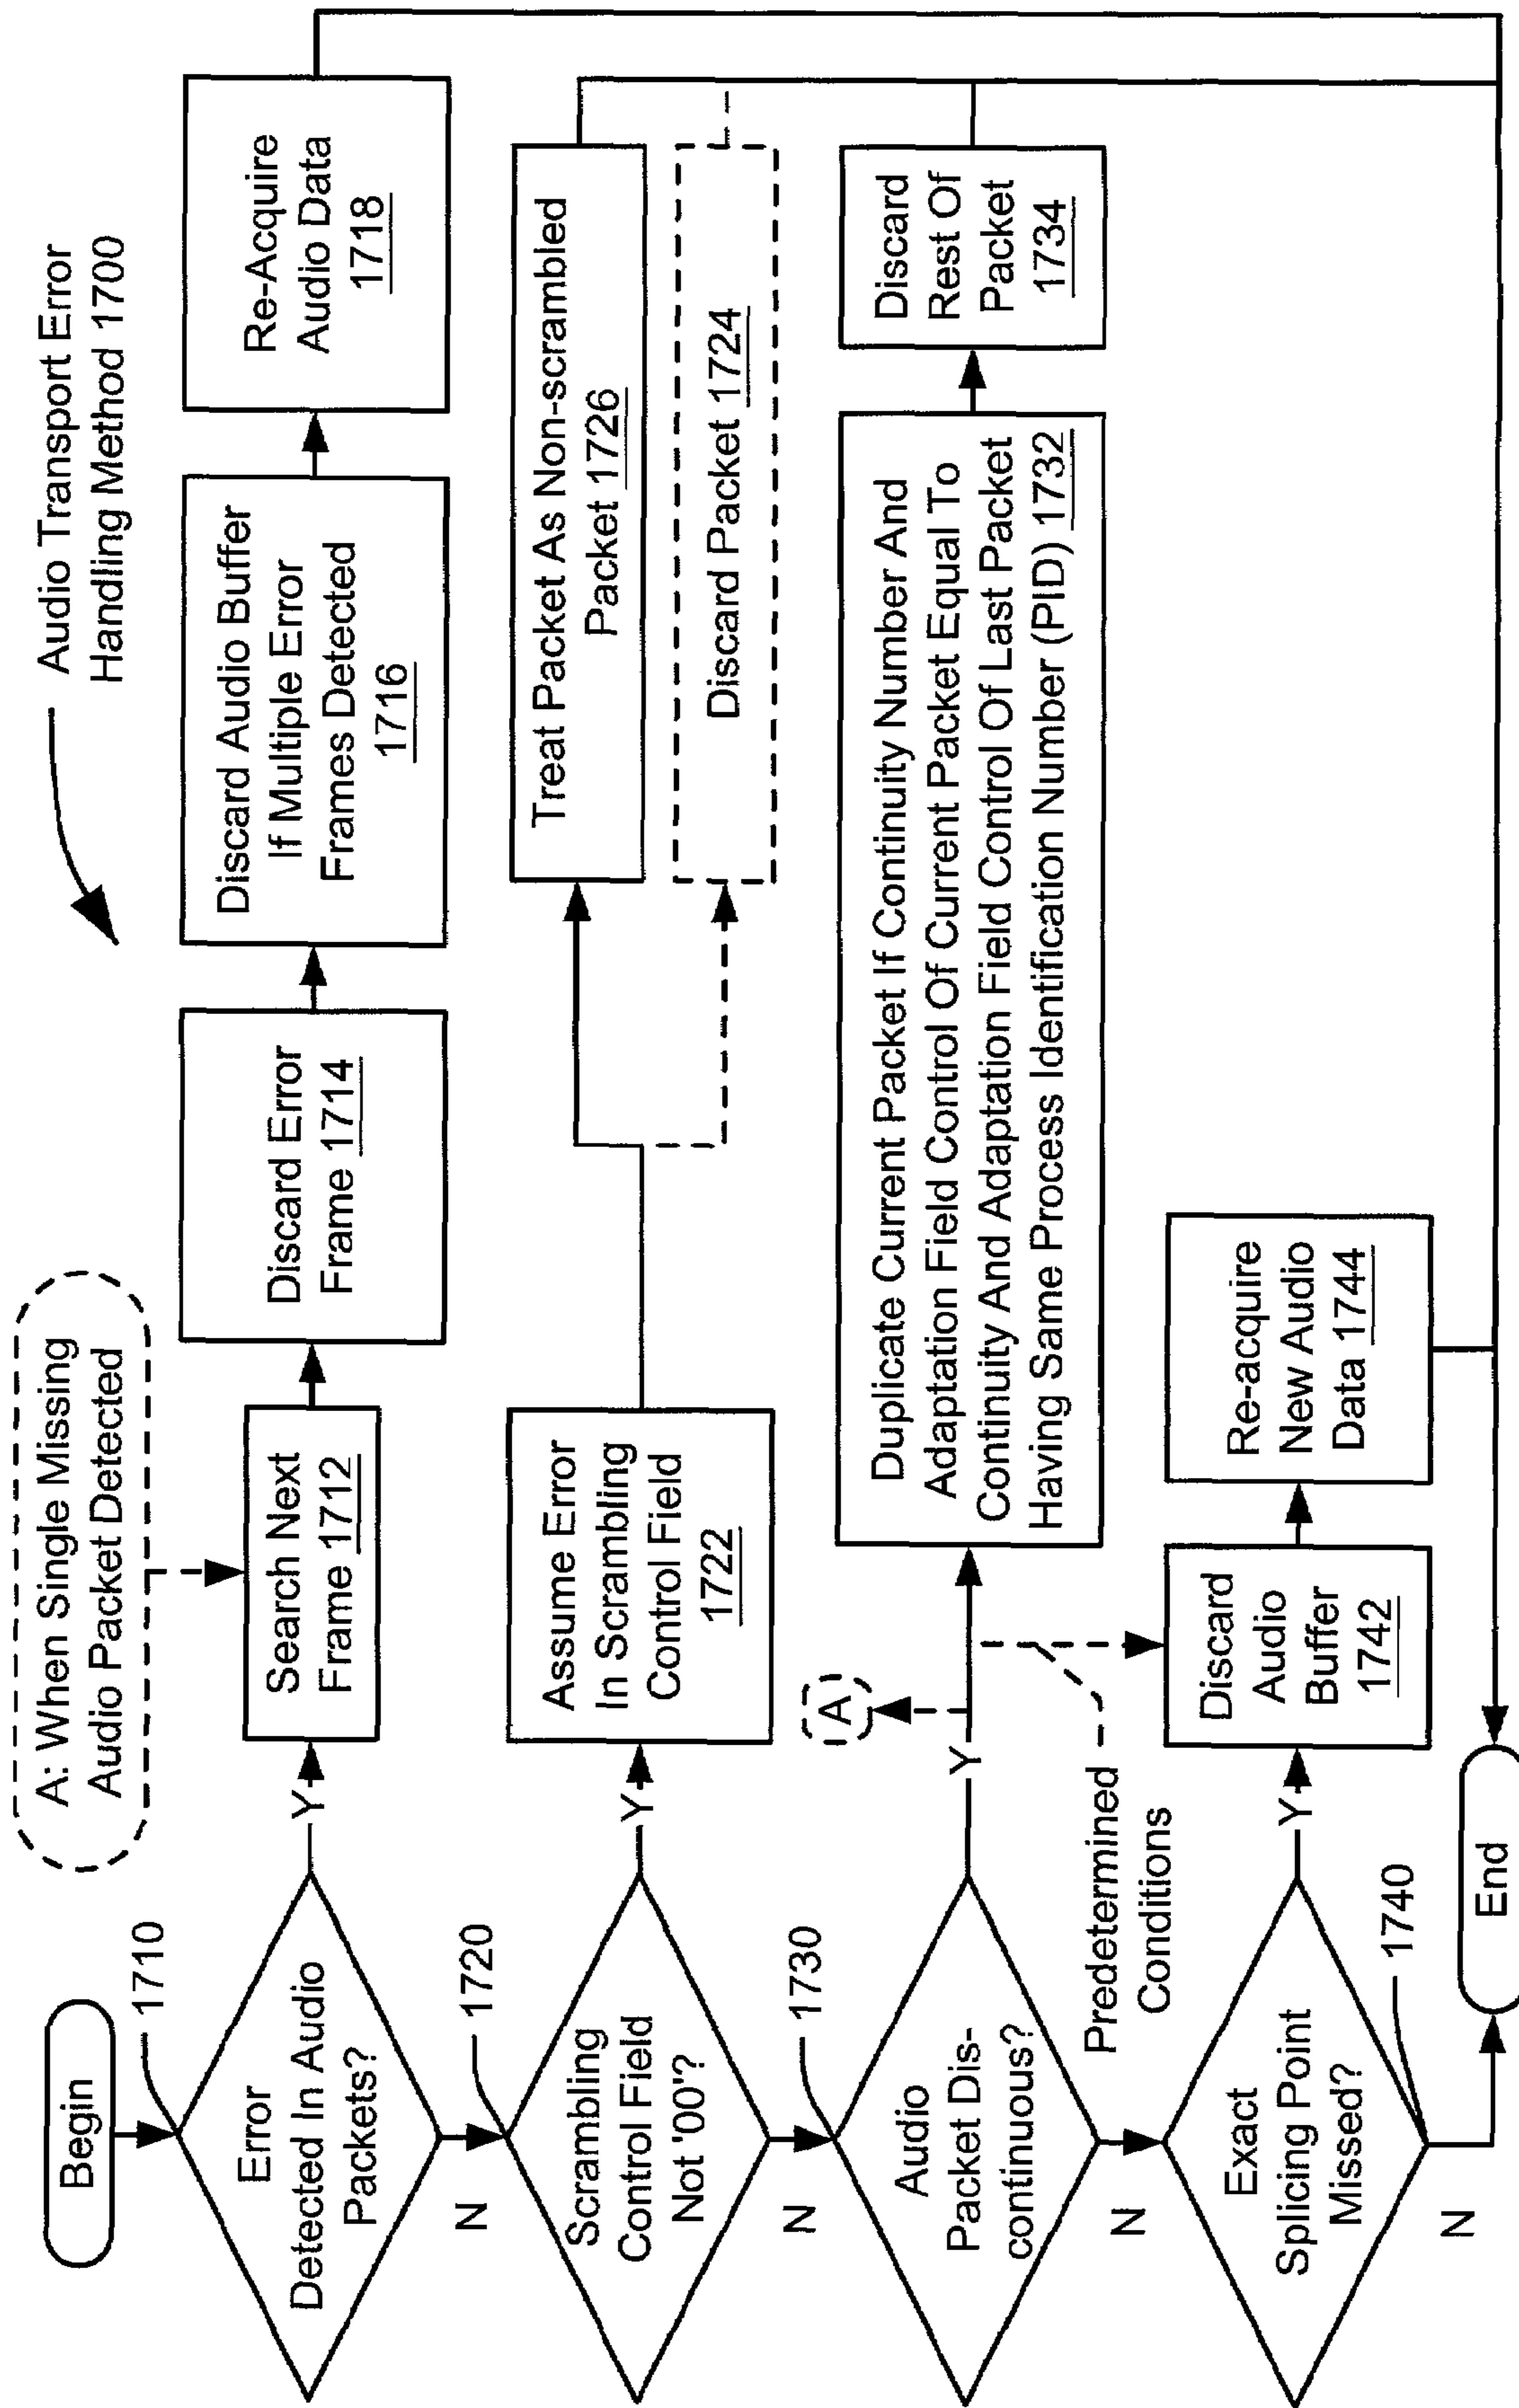 Audio Transport Error
Handling Method 1700
Begin
1710
Error
Detected In Audio
Packets?
Y
A: When Single Missing
Audio Packet Detected
Search Next
Frame 1712
Discard Error
Frame 1714
Discard Audio Buffer
If Multiple Error
Frames Detected
1716
Re-Acquire
Audio Data
1718
N
1720
Scrambling
Control Field
Not '00'?
Y
Assume Error
In Scrambling
Control Field
1722
Treat Packet As Non-scrambled
Packet 1726
Discard Packet 1724
N
1730
Audio
Packet Dis-
continuous?
Y
A
Predetermined
Conditions
Duplicate Current Packet If Continuity Number And
Adaptation Field Control Of Current Packet Equal To
Continuity And Adaptation Field Control Of Last Packet
Having Same Process Identification Number (PID) 1732
Discard
Rest Of
Packet
1734
N
Exact
Splicing Point
Missed?
1740
Y
Discard
Audio
Buffer
1742
Re-acquire
New Audio
Data 1744
N
End